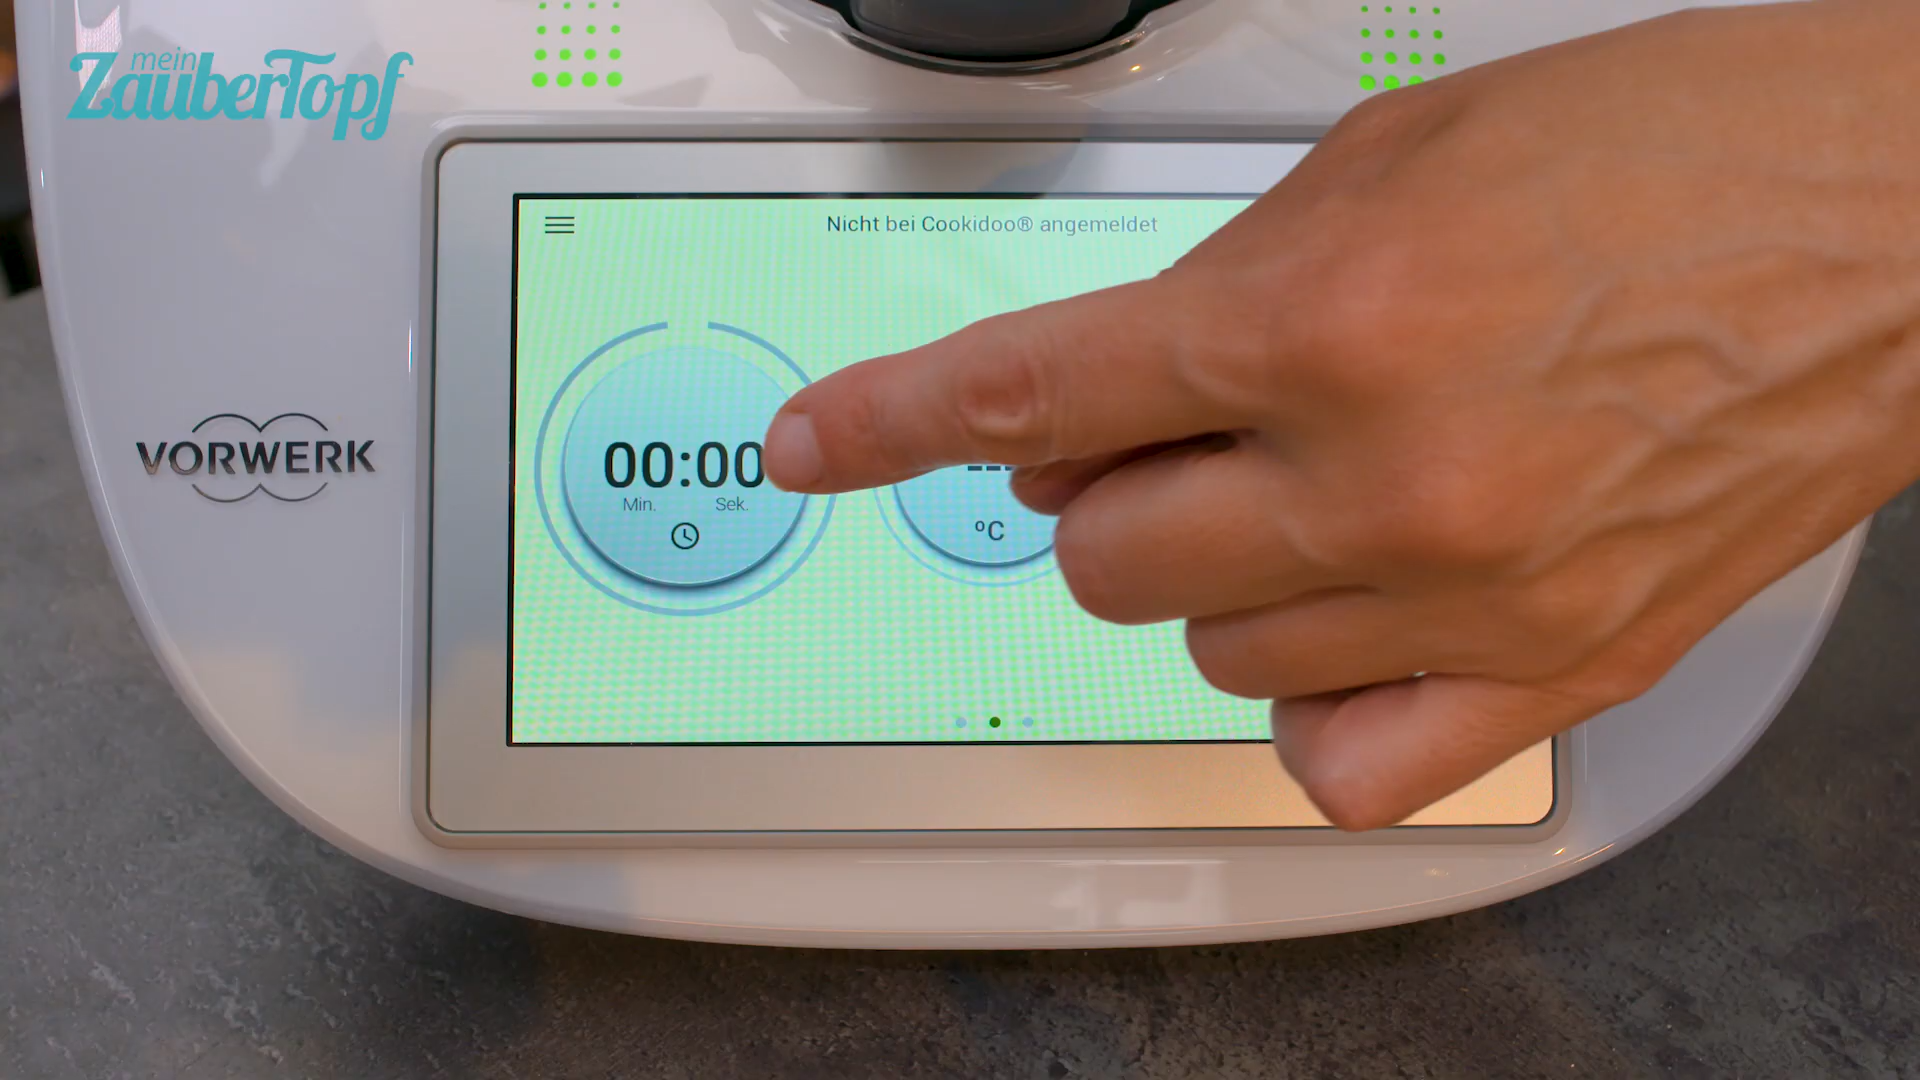 mein
ZauberTopf
Nicht bei Cookidoo® angemeldet
VORWERK
00:00
Min. Sek.
---
°C